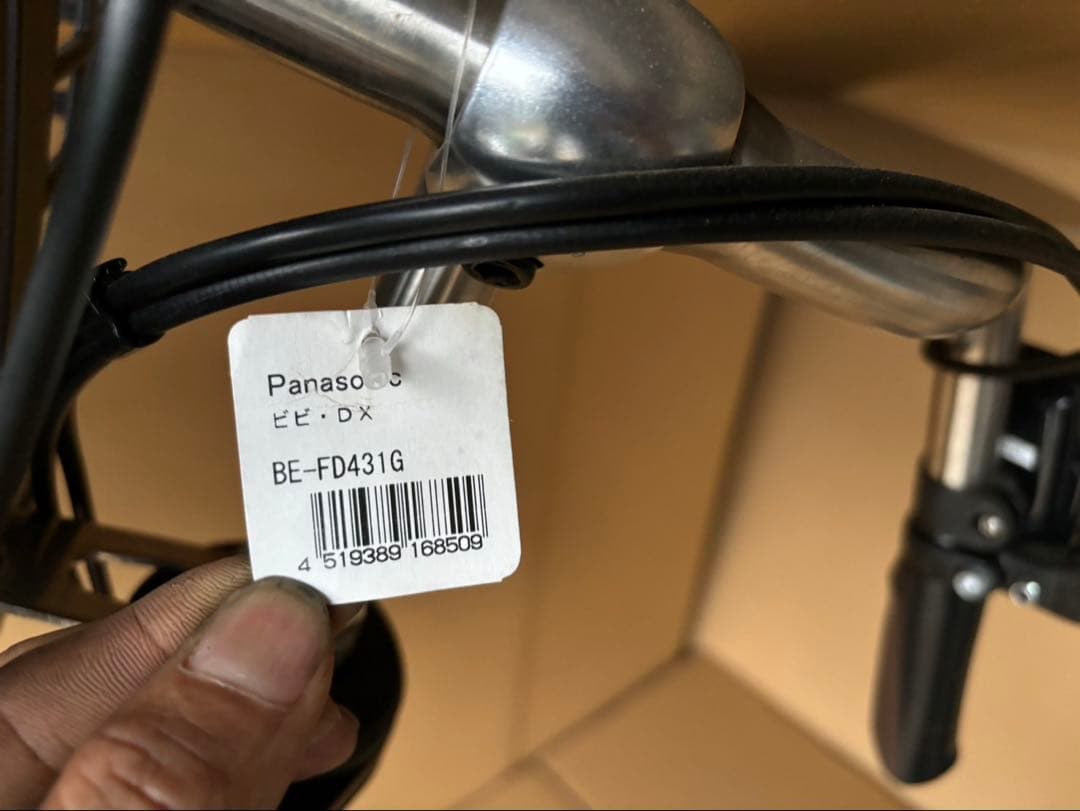 Panasonic
ビビ・DX
BE-FD431G
4 519389 168509